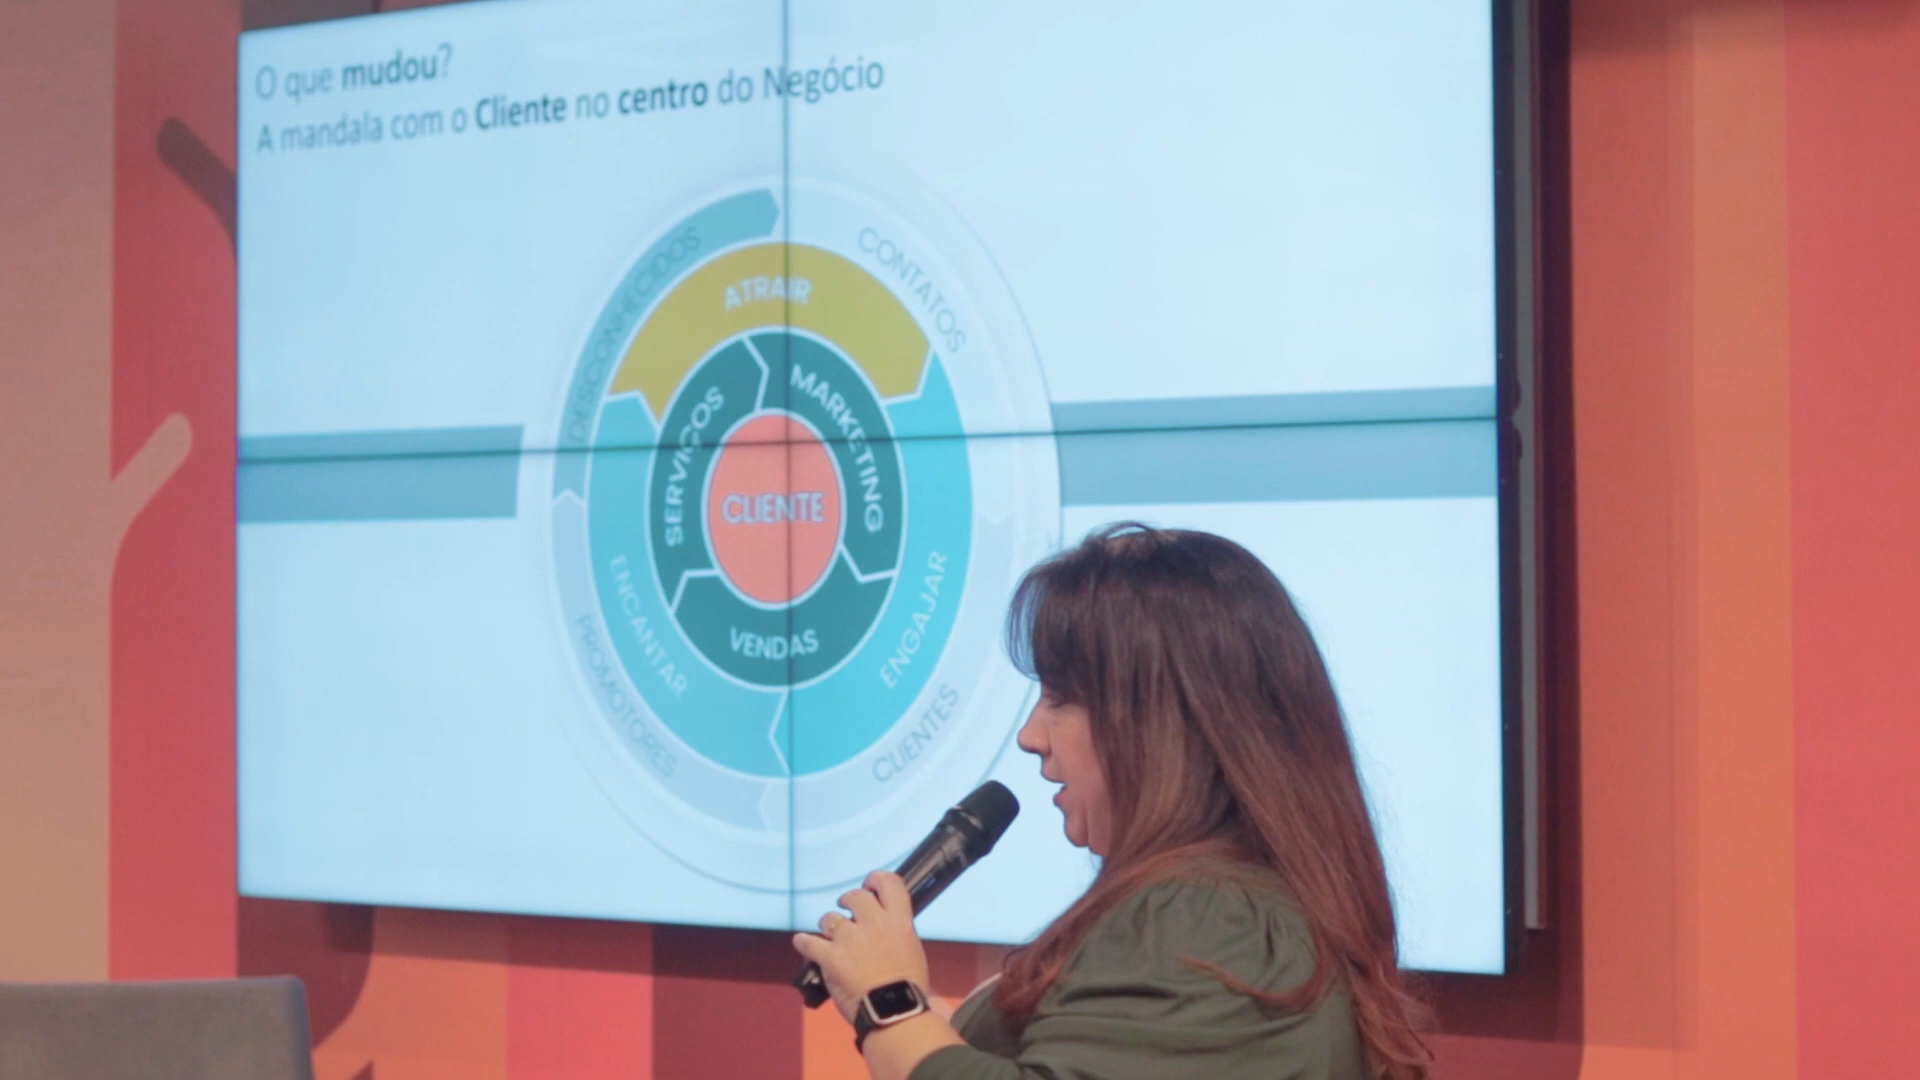 O que mudou?
A mandala com o Cliente no centro do Negócio
DESCONHECIDOS
CONTATOS
ATRAIR
SERVIÇOS
MARKETING
CLIENTE
ENCANTAR
VENDAS
ENGAJAR
PROMOTORES
CLIENTES